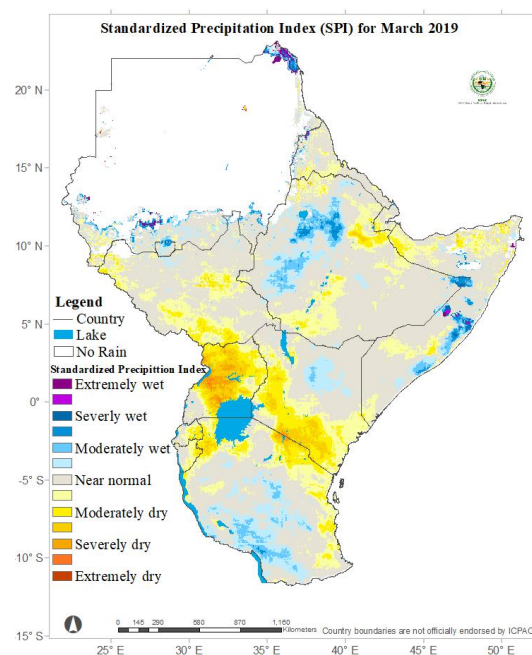 Standardized Precipitation Index (SPI) for March 2019
20° N
15° N
10° N
5° N
0°
-5° S
10° S
15° S
Legend
Country
Lake
No Rain
Standardized Precipittion Index
Extremely wet
Severly wet
Moderately wet
Near normal
Moderately dry
Severely dry
Extremely dry
0 145 290 580 870 1,160
Kilometers
Country boundaries are not officially endorsed by ICPAC
25° E 30° E 35° E 40° E 45° E 50° E